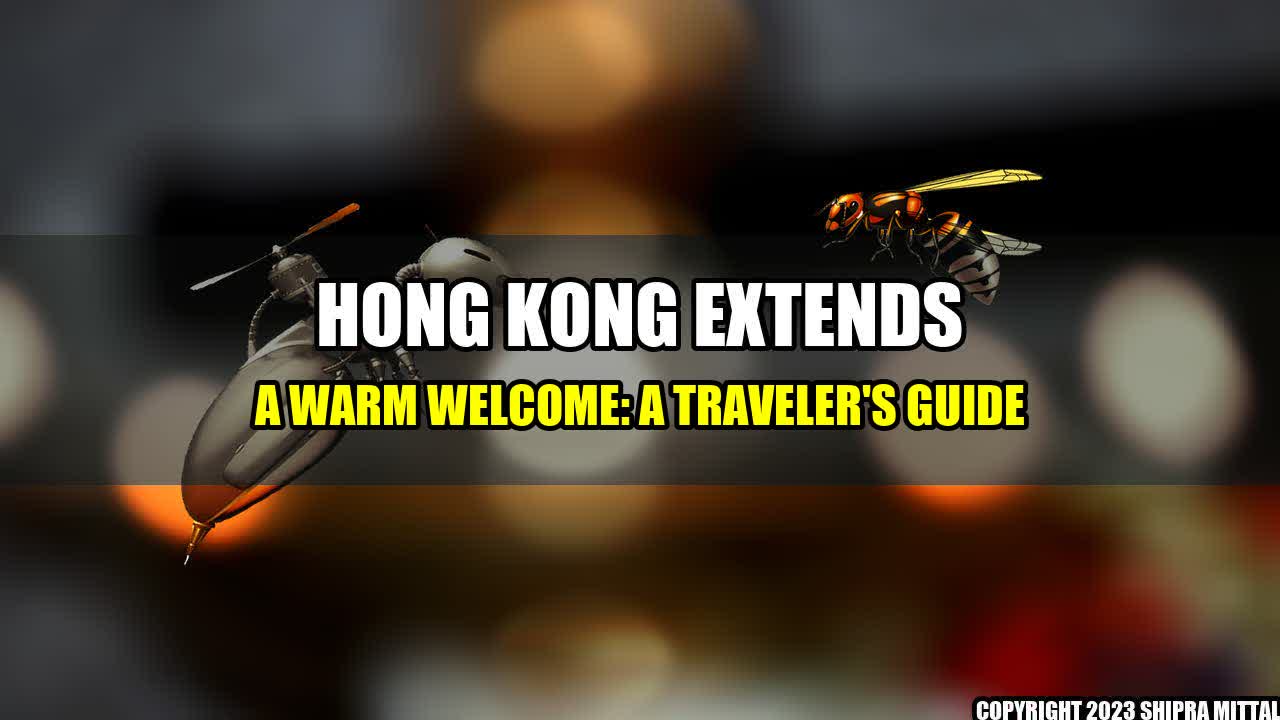 HONG KONG EXTENDS
A WARM WELCOME: A TRAVELER'S GUIDE
COPYRIGHT 2023 SHIPRA MITTAL